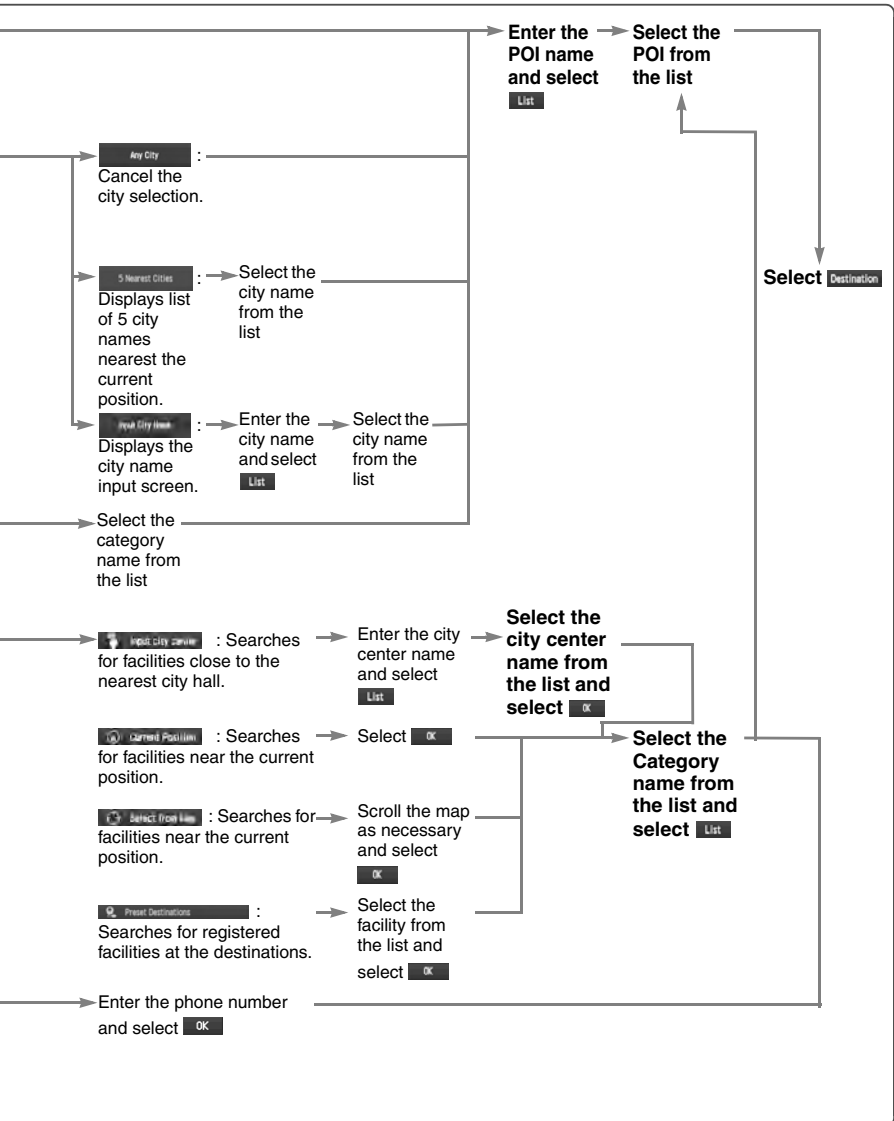 Enter the
POI name
and select
List
Select the
POI from
the list
Any City :
Cancel the
city selection.
5 Nearest Cities :
Displays list
of 5 city
names
nearest the
current
position.
Select the
city name
from the
list
Select Destination
Input City Name :
Displays the
city name
input screen.
Enter the
city name
and select
List
Select the
city name
from the
list
Select the
category
name from
the list
Input city center : Searches
for facilities close to the
nearest city hall.
Enter the city
center name
and select
List
Select the
city center
name from
the list and
select OK
Current Position : Searches
for facilities near the current
position.
Select OK
Select the
Category
name from
the list and
select List
Select from Map : Searches for
facilities near the current
position.
Scroll the map
as necessary
and select
OK
Preset Destinations :
Searches for registered
facilities at the destinations.
Select the
facility from
the list and
select OK
Enter the phone number
and select OK